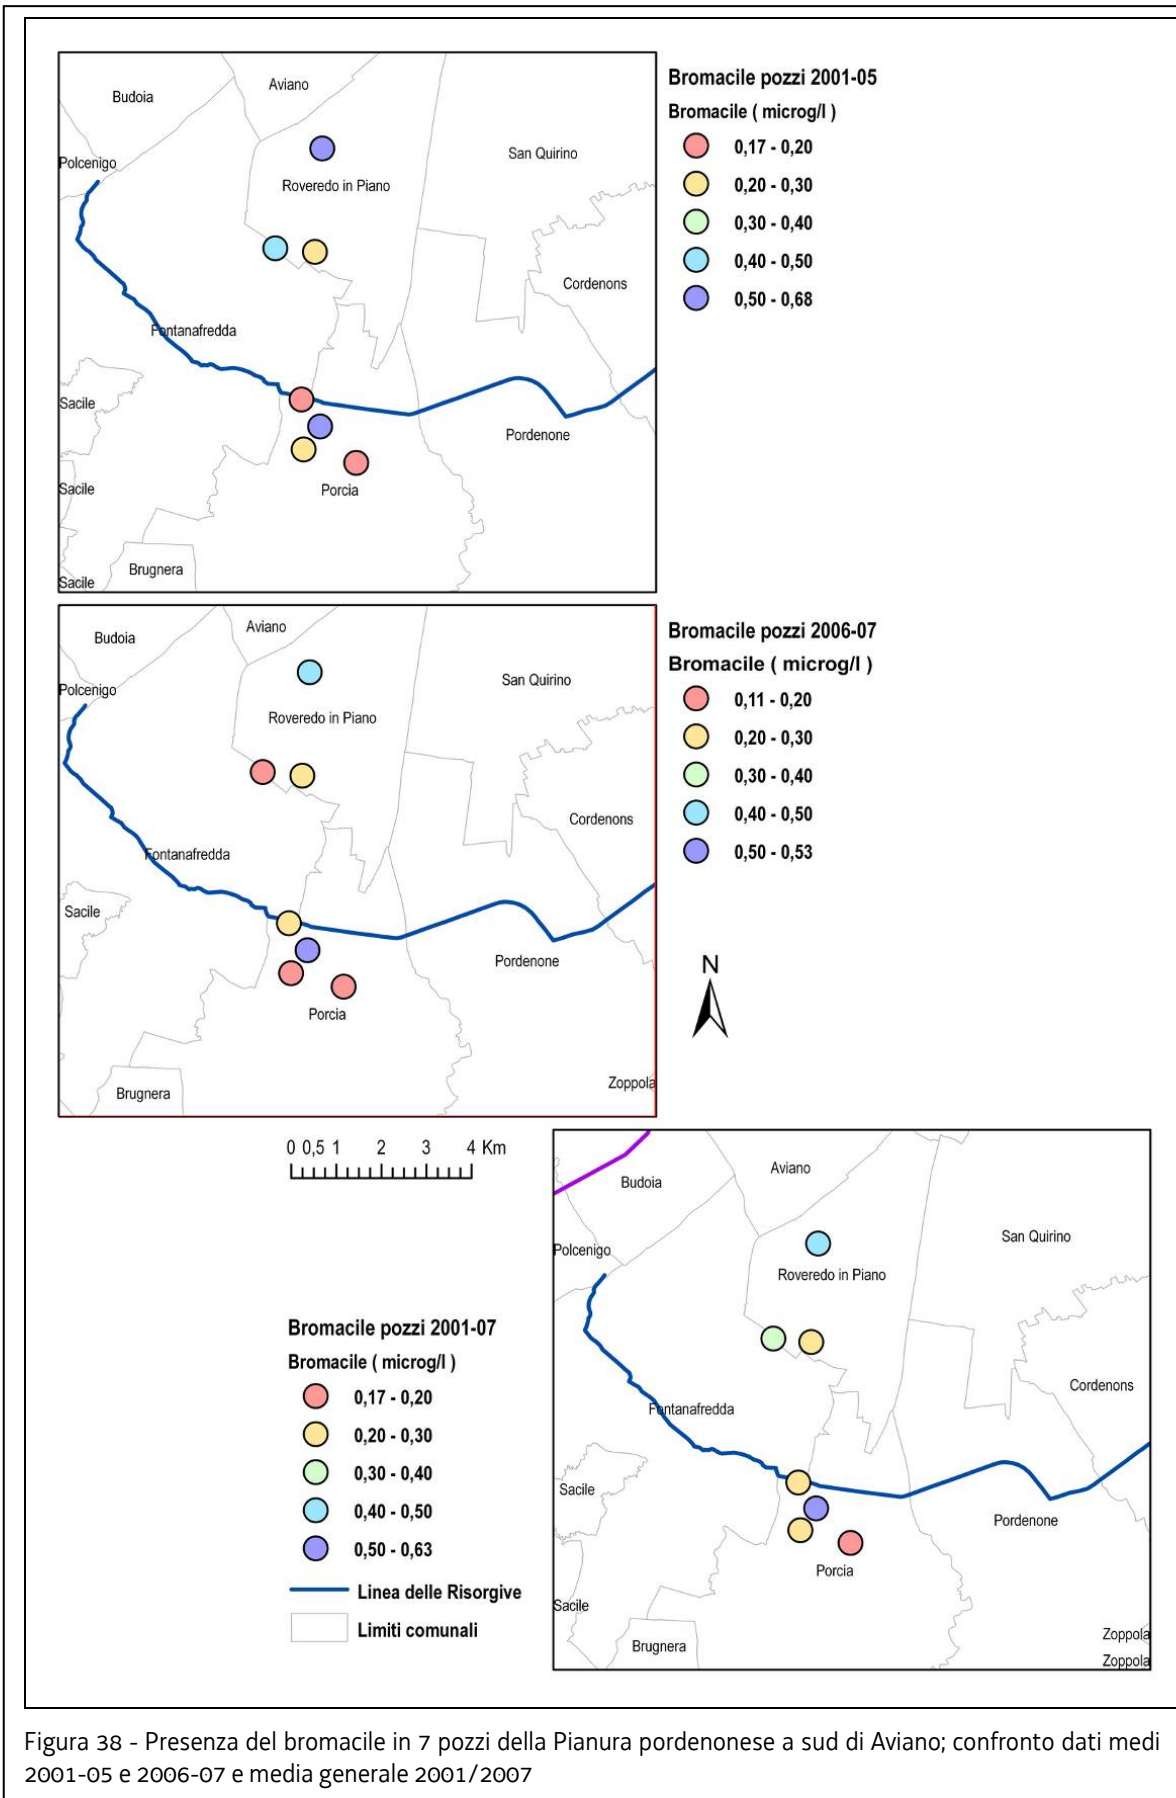 Budoia
Aviano
San Quirino
Polcenigo
Roveredo in Piano
Cordenons
Fontanafredda
Sacile
Pordenone
Sacile
Porcia
Brugnera
Sacile
Bromacile pozzi 2001-05
Bromacile ( microg/l )
0,17 - 0,20
0,20 - 0,30
0,30 - 0,40
0,40 - 0,50
0,50 - 0,68
Budoia
Aviano
San Quirino
Polcenigo
Roveredo in Piano
Cordenons
Fontanafredda
Sacile
Pordenone
Porcia
Zoppola
Brugnera
Bromacile pozzi 2006-07
Bromacile ( microg/l )
0,11 - 0,20
0,20 - 0,30
0,30 - 0,40
0,40 - 0,50
0,50 - 0,53
N
0 0,5 1 2 3 4 Km
Bromacile pozzi 2001-07
Bromacile ( microg/l )
0,17 - 0,20
0,20 - 0,30
0,30 - 0,40
0,40 - 0,50
0,50 - 0,63
Linea delle Risorgive
Limiti comunali
Aviano
Budoia
San Quirino
Polcenigo
Roveredo in Piano
Cordenons
Fontanafredda
Sacile
Pordenone
Porcia
Sacile
Zoppola
Brugnera
Zoppola
Figura 38 - Presenza del bromacile in 7 pozzi della Pianura pordenonese a sud di Aviano; confronto dati medi
2001-05 e 2006-07 e media generale 2001/2007